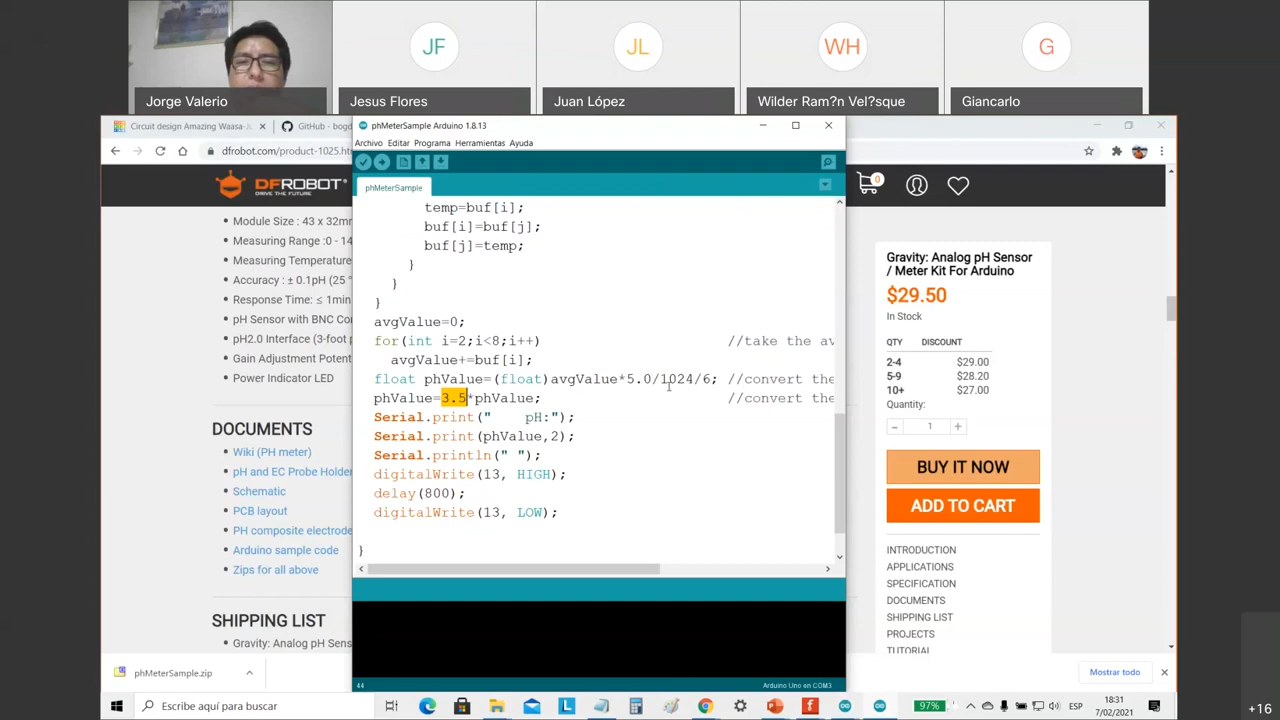 JF
JL
WH
G
Jorge Valerio
Jesus Flores
Juan López
Wilder Ram?n Vel?sque
Giancarlo
Circuit design Amazing Waasa-J
GitHub - bogd
dfrobot.com/product-1025.ht
phMeterSample Arduino 1.8.13
Archivo Editar Programa Herramientas Ayuda
phMeterSample
DFROBOT
DRIVE THE FUTURE
0
Module Size : 43 x 32mm
Measuring Range :0 - 14
Measuring Temperature
Accuracy : ± 0.1pH (25 °
Response Time: ≤ 1min
pH Sensor with BNC Con
pH2.0 Interface (3-foot p
Gain Adjustment Potent
Power Indicator LED
DOCUMENTS
Wiki (PH meter)
pH and EC Probe Holder
Schematic
PCB layout
PH composite electrode
Arduino sample code
Zips for all above
SHIPPING LIST
Gravity: Analog pH Sens
temp=buf[i];
buf[i]=buf[j];
buf[j]=temp;
}
}
}
avgValue=0;
for(int i=2;i<8;i++) //take the av
avgValue+=buf[i];
float phValue=(float)avgValue*5.0/1024/6; //convert the
phValue=3.5*phValue; //convert the
Serial.print("    pH:");
Serial.print(phValue,2);
Serial.println(" ");
digitalWrite(13, HIGH);
delay(800);
digitalWrite(13, LOW);
}
44
Arduino Uno en COM3
Gravity: Analog pH Sensor
/ Meter Kit For Arduino
$29.50
In Stock
QTY DISCOUNT
2-4 $29.00
5-9 $28.20
10+ $27.00
Quantity:
- 1 +
BUY IT NOW
ADD TO CART
INTRODUCTION
APPLICATIONS
SPECIFICATION
DOCUMENTS
SHIPPING LIST
PROJECTS
TUTORIAL
phMeterSample.zip
Mostrar todo
Escribe aquí para buscar
97%
ESP
18:31
7/02/2021
+16